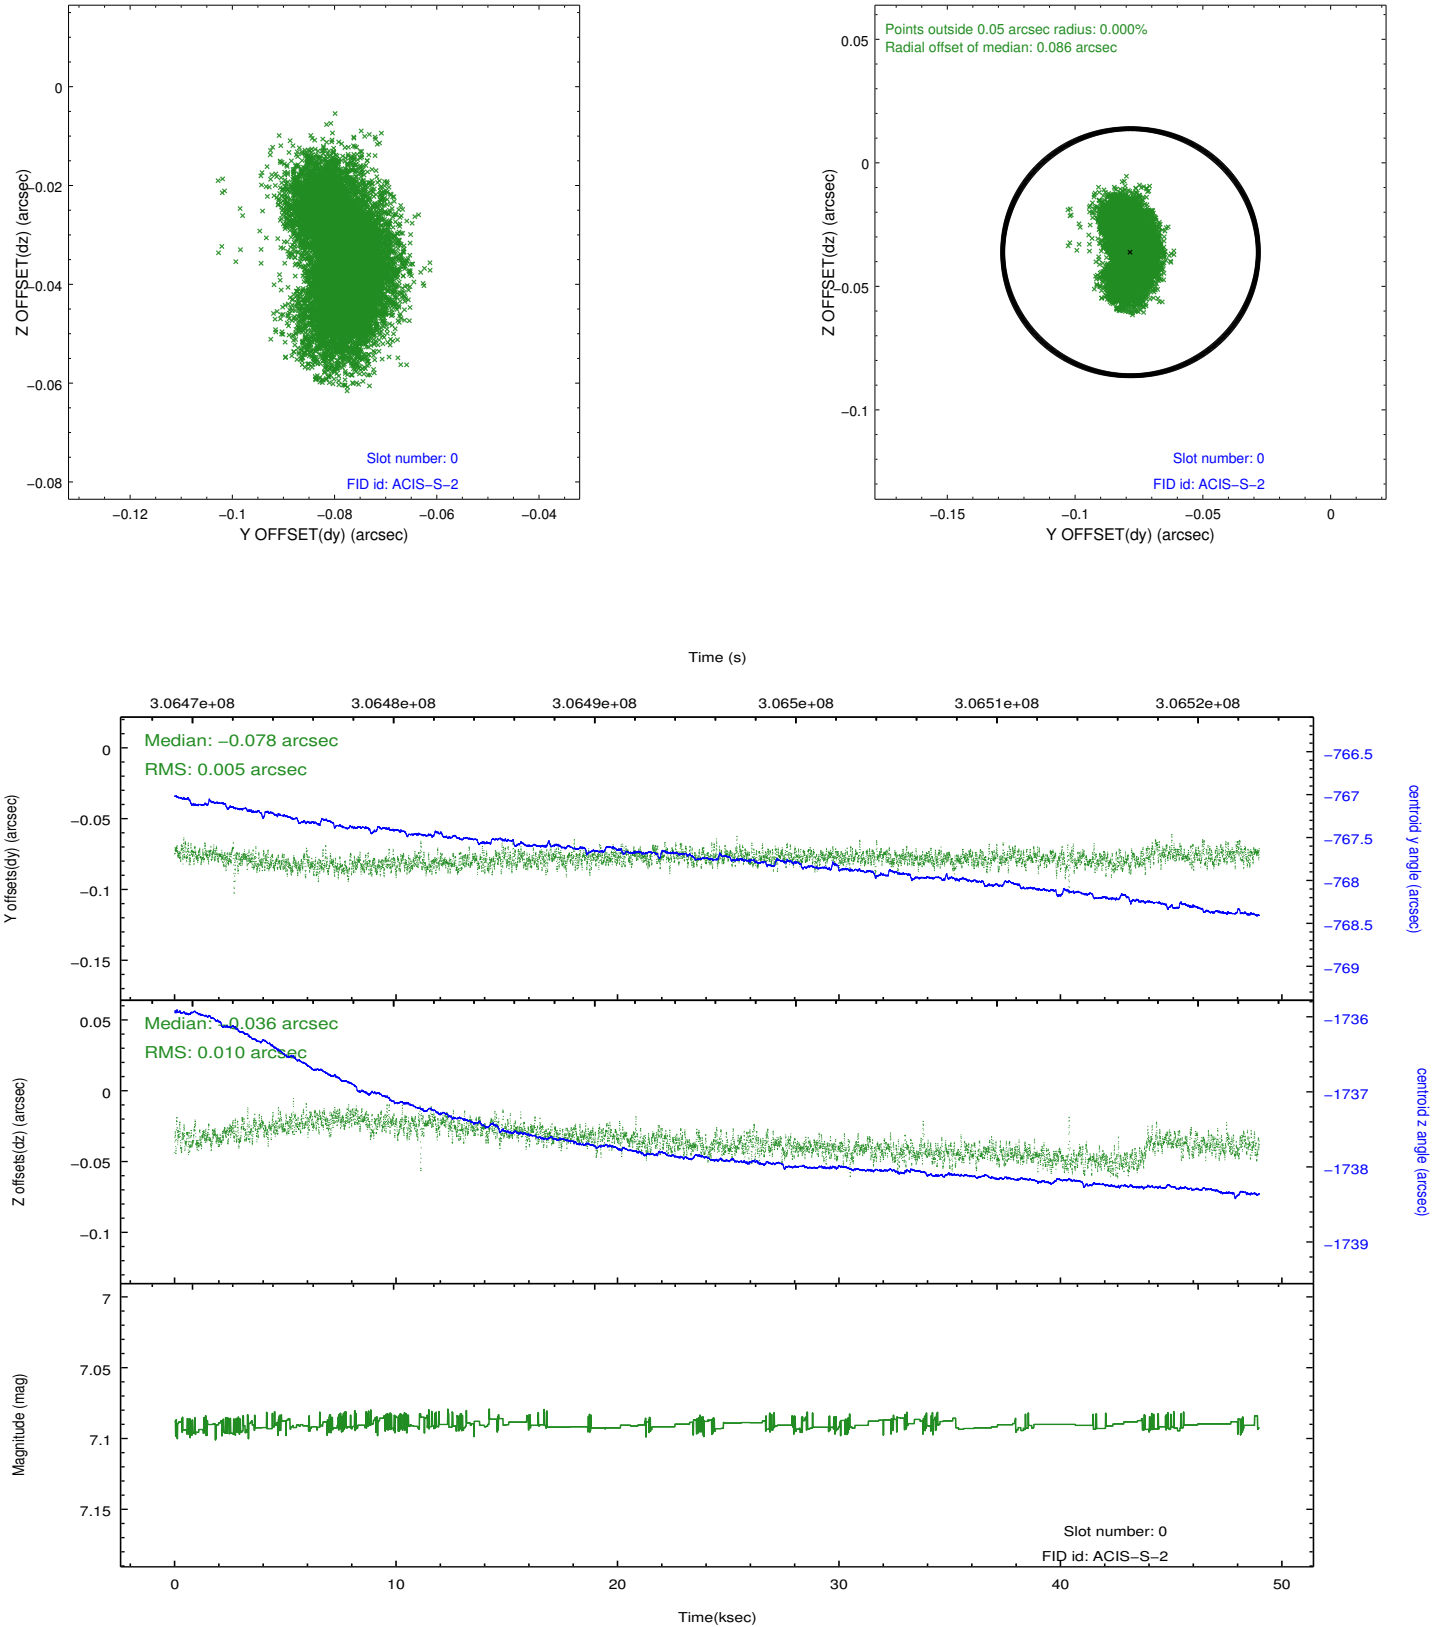 0
−0.02
−0.04
−0.06
−0.08
−0.12
−0.1
−0.08
−0.06
−0.04
Z OFFSET(dz) (arcsec)
Y OFFSET(dy) (arcsec)
Slot number: 0
FID id: ACIS−S−2
Points outside 0.05 arcsec radius: 0.000%
Radial offset of median: 0.086 arcsec
0.05
0
−0.05
−0.1
−0.15
−0.1
−0.05
0
Z OFFSET(dz) (arcsec)
Y OFFSET(dy) (arcsec)
Slot number: 0
FID id: ACIS−S−2
Time (s)
3.0647e+08
3.0648e+08
3.0649e+08
3.065e+08
3.0651e+08
3.0652e+08
Median: −0.078 arcsec
RMS: 0.005 arcsec
0
−0.05
−0.1
−0.15
Y offsets(dy) (arcsec)
−766.5
−767
−767.5
−768
−768.5
−769
centroid y angle (arcsec)
Median: −0.036 arcsec
RMS: 0.010 arcsec
0.05
0
−0.05
−0.1
Z offsets(dz) (arcsec)
−1736
−1737
−1738
−1739
centroid z angle (arcsec)
7
7.05
7.1
7.15
Magnitude (mag)
Slot number: 0
FID id: ACIS−S−2
0
10
20
30
40
50
Time(ksec)